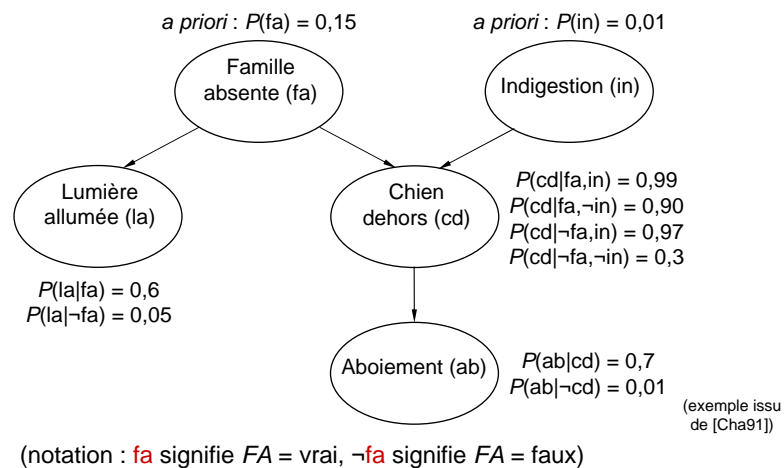 a priori : P(fa) = 0,15
a priori : P(in) = 0,01
Famille
absente (fa)
Indigestion (in)
Lumière
allumée (la)
Chien
dehors (cd)
P(cd|fa,in) = 0,99
P(cd|fa,¬in) = 0,90
P(cd|¬fa,in) = 0,97
P(cd|¬fa,¬in) = 0,3
P(la|fa) = 0,6
P(la|¬fa) = 0,05
Aboiement (ab)
P(ab|cd) = 0,7
P(ab|¬cd) = 0,01
(exemple issu
de [Cha91])
(notation : fa signifie FA = vrai, ¬fa signifie FA = faux)